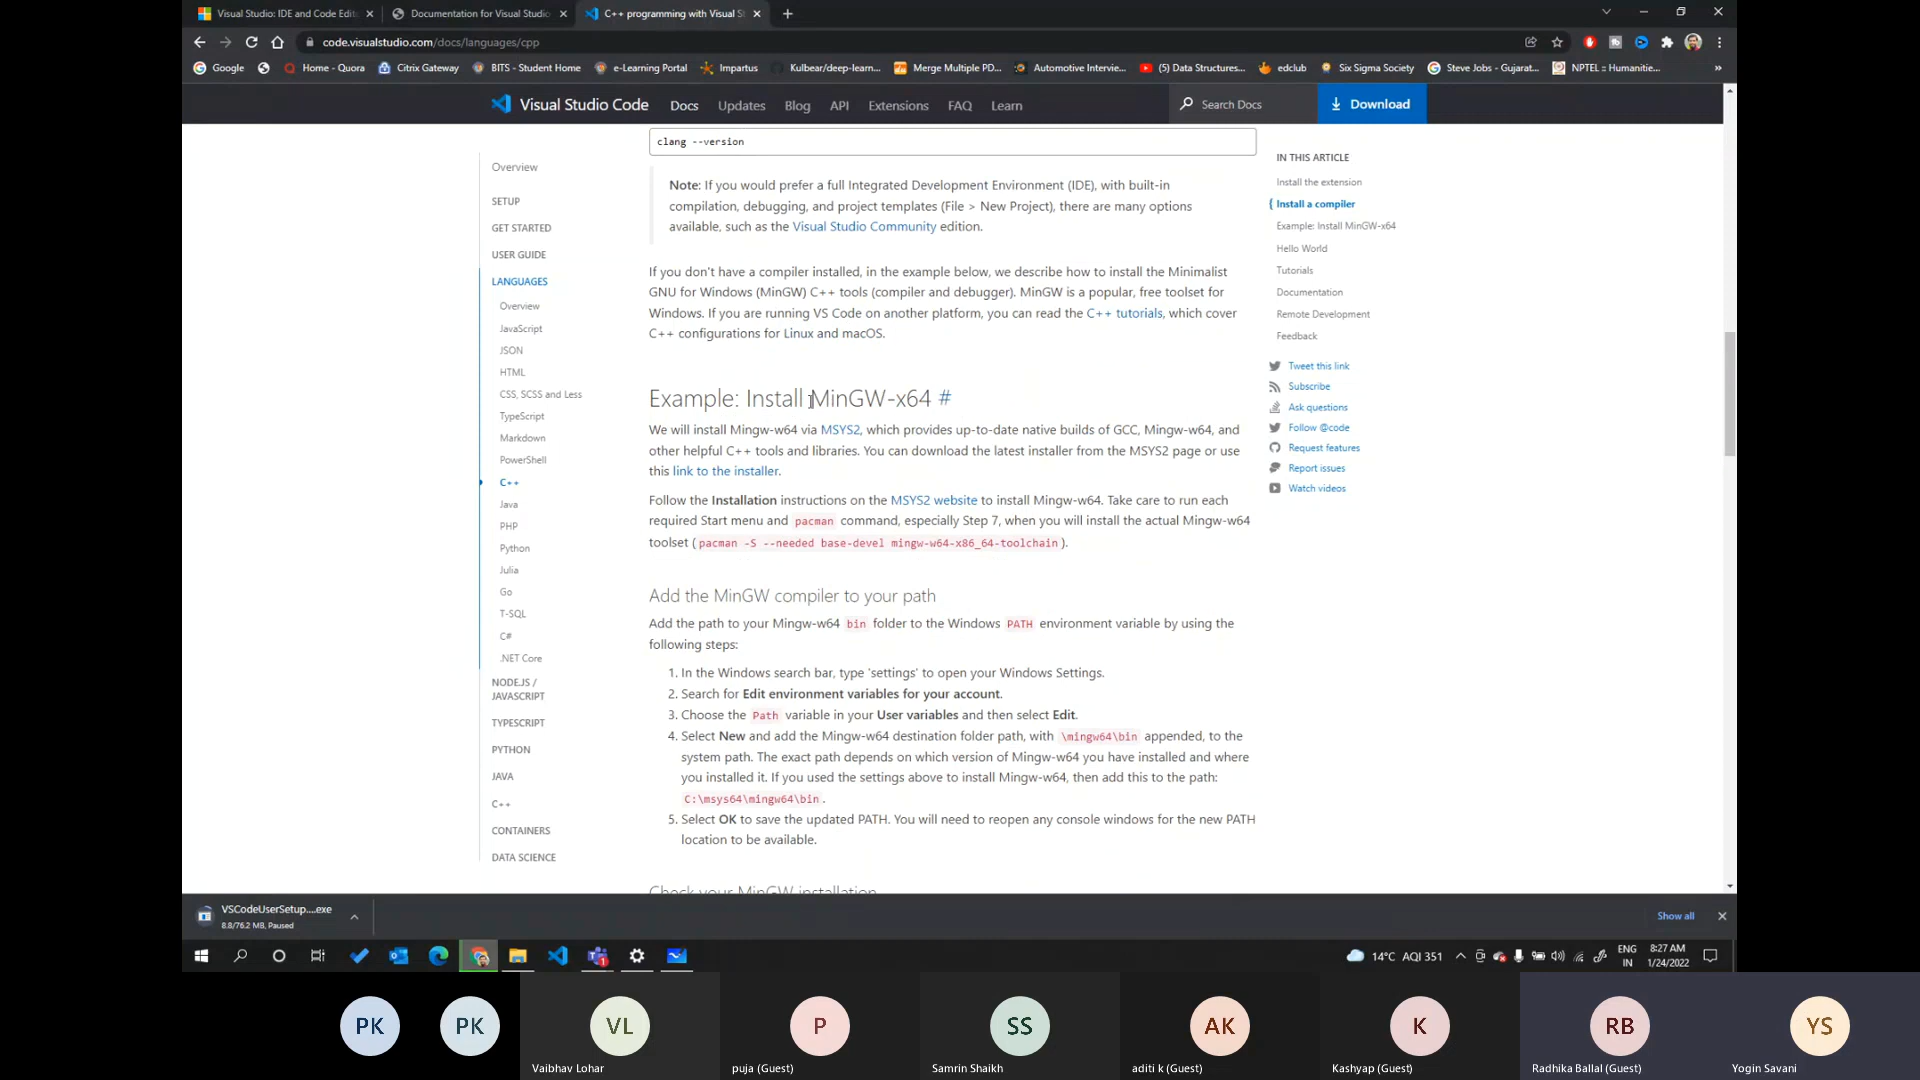 Visual Studio: IDE and Code Edit
Documentation for Visual Studio
C++ programming with Visual S
code.visualstudio.com/docs/languages/cpp
Google
Home - Quora
Citrix Gateway
BITS - Student Home
e-Learning Portal
Impartus
Kulbear/deep-learn...
Merge Multiple PD...
Automotive Intervie...
(5) Data Structures...
edclub
Six Sigma Society
Steve Jobs - Gujarat...
NPTEL :: Humanitie...
»
Visual Studio Code
Docs
Updates
Blog
API
Extensions
FAQ
Learn
Search Docs
Download
Overview
SETUP
GET STARTED
USER GUIDE
LANGUAGES
Overview
JavaScript
JSON
HTML
CSS, SCSS and Less
TypeScript
Markdown
PowerShell
C++
Java
PHP
Python
Julia
Go
T-SQL
C#
.NET Core
NODE.JS /
JAVASCRIPT
TYPESCRIPT
PYTHON
JAVA
C++
CONTAINERS
DATA SCIENCE
clang --version
Note: If you would prefer a full Integrated Development Environment (IDE), with built-in
compilation, debugging, and project templates (File > New Project), there are many options
available, such as the Visual Studio Community edition.
If you don't have a compiler installed, in the example below, we describe how to install the Minimalist
GNU for Windows (MinGW) C++ tools (compiler and debugger). MinGW is a popular, free toolset for
Windows. If you are running VS Code on another platform, you can read the C++ tutorials, which cover
C++ configurations for Linux and macOS.
Example: Install MinGW-x64 #
We will install Mingw-w64 via MSYS2, which provides up-to-date native builds of GCC, Mingw-w64, and
other helpful C++ tools and libraries. You can download the latest installer from the MSYS2 page or use
this link to the installer.
Follow the Installation instructions on the MSYS2 website to install Mingw-w64. Take care to run each
required Start menu and pacman command, especially Step 7, when you will install the actual Mingw-w64
toolset ( pacman -S --needed base-devel mingw-w64-x86_64-toolchain ).
Add the MinGW compiler to your path
Add the path to your Mingw-w64 bin folder to the Windows PATH environment variable by using the
following steps:
1. In the Windows search bar, type 'settings' to open your Windows Settings.
2. Search for Edit environment variables for your account.
3. Choose the Path variable in your User variables and then select Edit.
4. Select New and add the Mingw-w64 destination folder path, with \mingw64\bin appended, to the
system path. The exact path depends on which version of Mingw-w64 you have installed and where
you installed it. If you used the settings above to install Mingw-w64, then add this to the path:
C:\msys64\mingw64\bin .
5. Select OK to save the updated PATH. You will need to reopen any console windows for the new PATH
location to be available.
Check your MinGW installation
IN THIS ARTICLE
Install the extension
Install a compiler
Example: Install MinGW-x64
Hello World
Tutorials
Documentation
Remote Development
Feedback
Tweet this link
Subscribe
Ask questions
Follow @code
Request features
Report issues
Watch videos
VSCodeUserSetup....exe
8.8/76.2 MB, Paused
Show all
14°C AQI 351
ENG
IN
8:27 AM
1/24/2022
PK
PK
VL
Vaibhav Lohar
P
puja (Guest)
SS
Samrin Shaikh
AK
aditi k (Guest)
K
Kashyap (Guest)
RB
Radhika Ballal (Guest)
YS
Yogin Savani